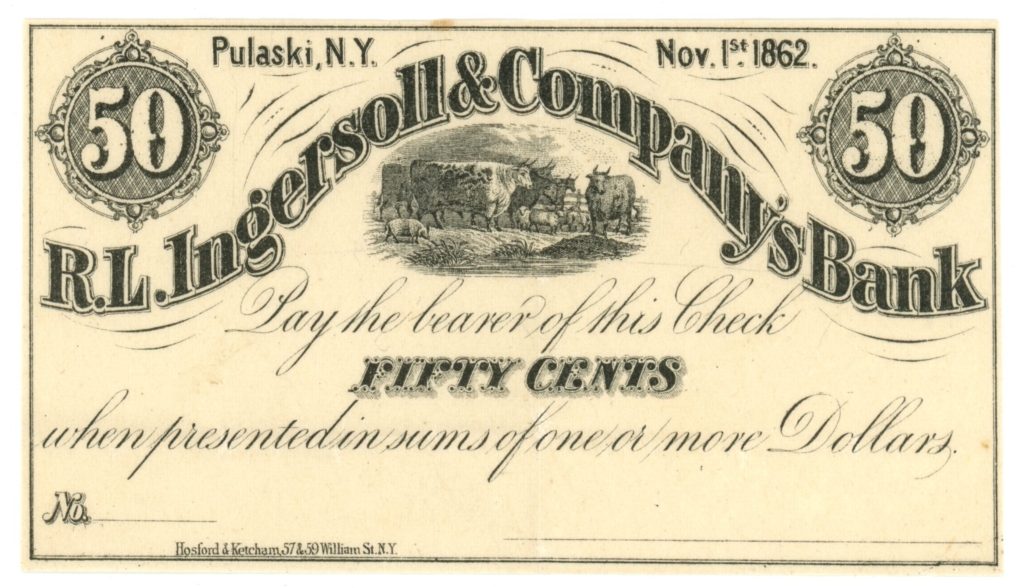 Pulaski, N.Y. Nov. 1st. 1862.
50 50
R.L. Ingersoll & Company's Bank
Pay the bearer of this Check
FIFTY CENTS
when presented in sums of one or more Dollars.
No.
Hosford & Ketcham, 57 & 59 William St. N.Y.